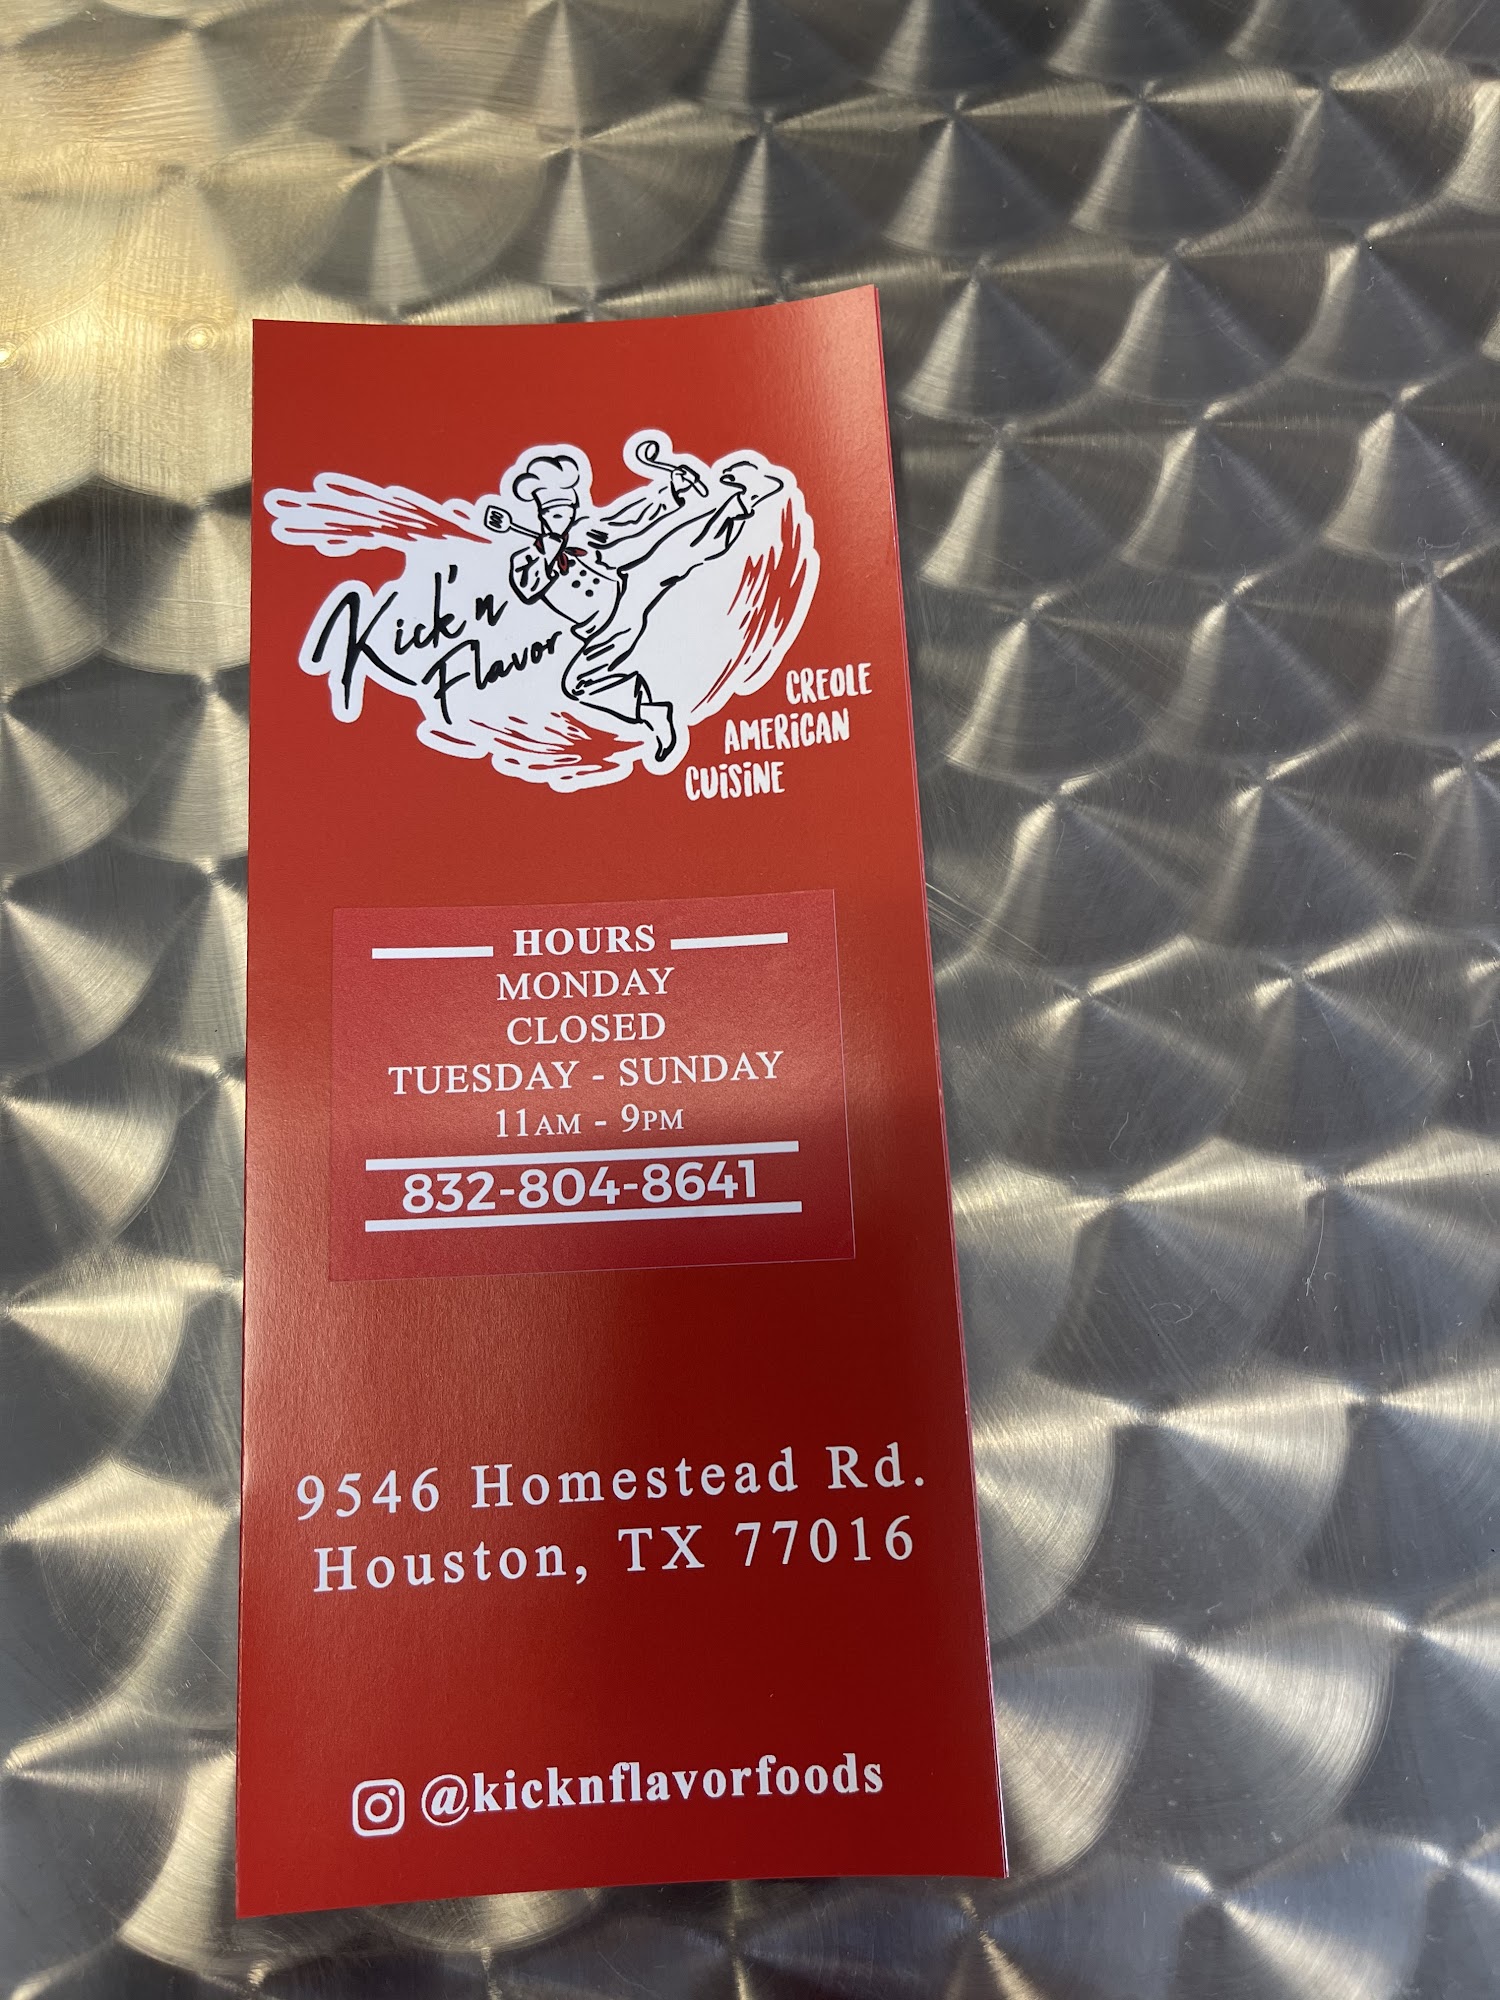 Kick'n
Flavor
CREOLE
AMERiCAN
CUiSiNE
HOURS
MONDAY
CLOSED
TUESDAY - SUNDAY
11AM - 9PM
832-804-8641
9546 Homestead Rd.
Houston, TX 77016
@kicknflavorfoods